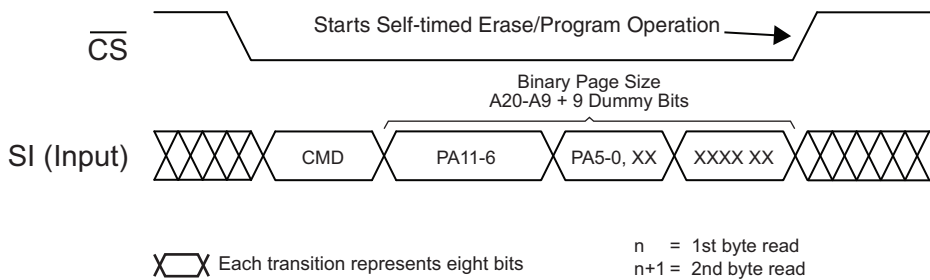 Starts Self-timed Erase/Program Operation
CS
Binary Page Size
A20-A9 + 9 Dummy Bits
SI (Input)
CMD
PA11-6
PA5-0, XX
XXXX XX
Each transition represents eight bits
n = 1st byte read
n+1 = 2nd byte read